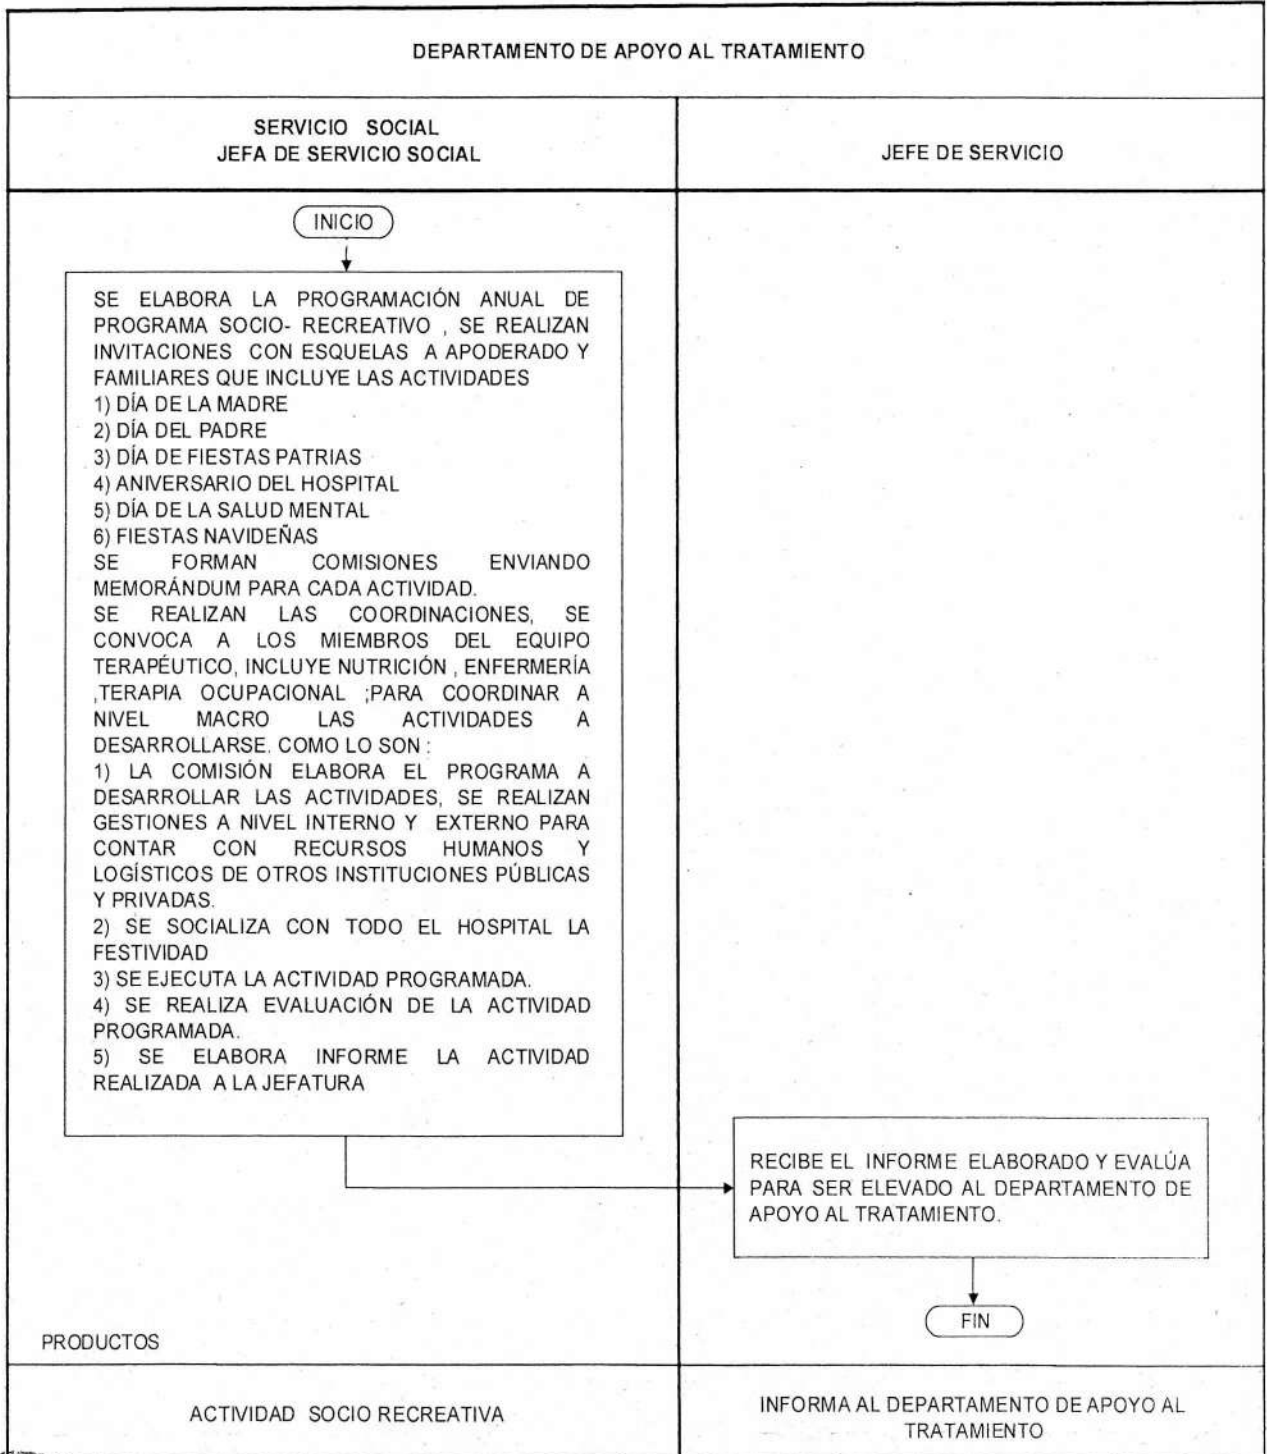 DEPARTAMENTO DE APOYO AL TRATAMIENTO
SERVICIO SOCIAL
JEFA DE SERVICIO SOCIAL
JEFE DE SERVICIO
INICIO
SE ELABORA LA PROGRAMACIÓN ANUAL DE
PROGRAMA SOCIO- RECREATIVO , SE REALIZAN
INVITACIONES CON ESQUELAS A APODERADO Y
FAMILIARES QUE INCLUYE LAS ACTIVIDADES
1) DÍA DE LA MADRE
2) DÍA DEL PADRE
3) DÍA DE FIESTAS PATRIAS
4) ANIVERSARIO DEL HOSPITAL
5) DÍA DE LA SALUD MENTAL
6) FIESTAS NAVIDEÑAS
SE FORMAN COMISIONES ENVIANDO
MEMORÁNDUM PARA CADA ACTIVIDAD.
SE REALIZAN LAS COORDINACIONES, SE
CONVOCA A LOS MIEMBROS DEL EQUIPO
TERAPÉUTICO, INCLUYE NUTRICIÓN , ENFERMERÍA
,TERAPIA OCUPACIONAL ;PARA COORDINAR A
NIVEL MACRO LAS ACTIVIDADES A
DESARROLLARSE. COMO LO SON :
1) LA COMISIÓN ELABORA EL PROGRAMA A
DESARROLLAR LAS ACTIVIDADES, SE REALIZAN
GESTIONES A NIVEL INTERNO Y EXTERNO PARA
CONTAR CON RECURSOS HUMANOS Y
LOGÍSTICOS DE OTROS INSTITUCIONES PÚBLICAS
Y PRIVADAS.
2) SE SOCIALIZA CON TODO EL HOSPITAL LA
FESTIVIDAD
3) SE EJECUTA LA ACTIVIDAD PROGRAMADA.
4) SE REALIZA EVALUACIÓN DE LA ACTIVIDAD
PROGRAMADA.
5) SE ELABORA INFORME LA ACTIVIDAD
REALIZADA A LA JEFATURA
RECIBE EL INFORME ELABORADO Y EVALÚA
PARA SER ELEVADO AL DEPARTAMENTO DE
APOYO AL TRATAMIENTO.
FIN
PRODUCTOS
ACTIVIDAD SOCIO RECREATIVA
INFORMA AL DEPARTAMENTO DE APOYO AL
TRATAMIENTO